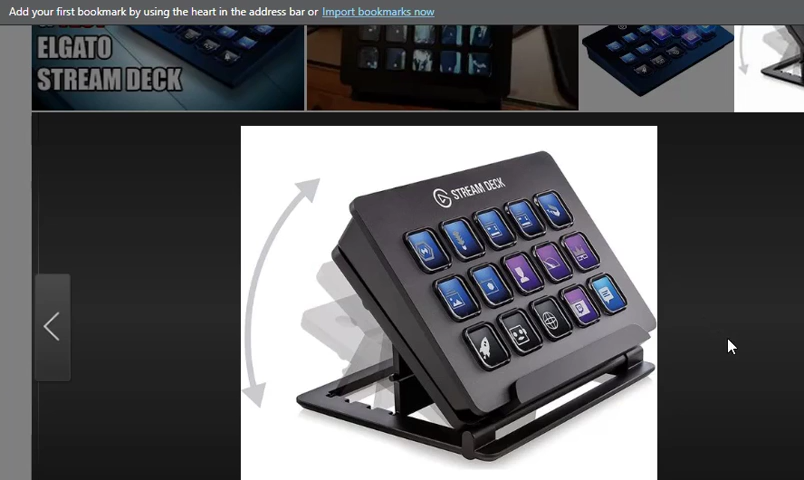 Add your first bookmark by using the heart in the address bar or Import bookmarks now
ELGATO
STREAM DECK
STREAM DECK